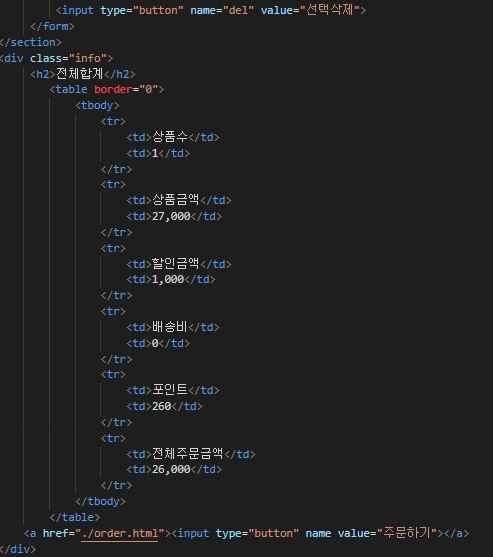 <input type="button" name="del" value="선택삭제">
</form>
</section>
<div class="info">
<h2>전체합계</h2>
<table border="0">
<tbody>
<tr>
<td>상품수</td>
<td>1</td>
</tr>
<tr>
<td>상품금액</td>
<td>27,000</td>
</tr>
<tr>
<td>할인금액</td>
<td>1,000</td>
</tr>
<tr>
<td>배송비</td>
<td>0</td>
</tr>
<tr>
<td>포인트</td>
<td>260</td>
</tr>
<tr>
<td>전체주문금액</td>
<td>26,000</td>
</tr>
</tbody>
</table>
<a href="./order.html"><input type="button" name value="주문하기"></a>
</div>